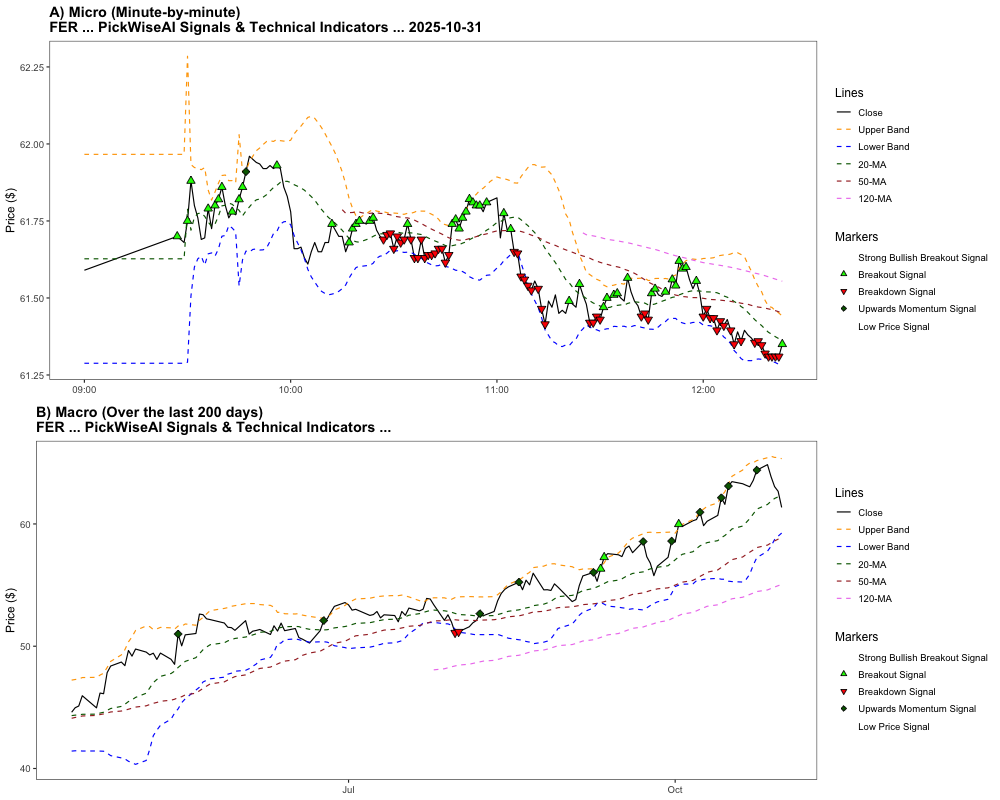 A) Micro (Minute-by-minute)
FER ... PickWiseAI Signals & Technical Indicators ... 2025-10-31
Price ($)
62.25
62.00
61.75
61.50
61.25
09:00
10:00
11:00
12:00
Lines
Close
Upper Band
Lower Band
20-MA
50-MA
120-MA
Markers
Strong Bullish Breakout Signal
Breakout Signal
Breakdown Signal
Upwards Momentum Signal
Low Price Signal
B) Macro (Over the last 200 days)
FER ... PickWiseAI Signals & Technical Indicators ...
Price ($)
60
50
40
Jul
Oct
Lines
Close
Upper Band
Lower Band
20-MA
50-MA
120-MA
Markers
Strong Bullish Breakout Signal
Breakout Signal
Breakdown Signal
Upwards Momentum Signal
Low Price Signal